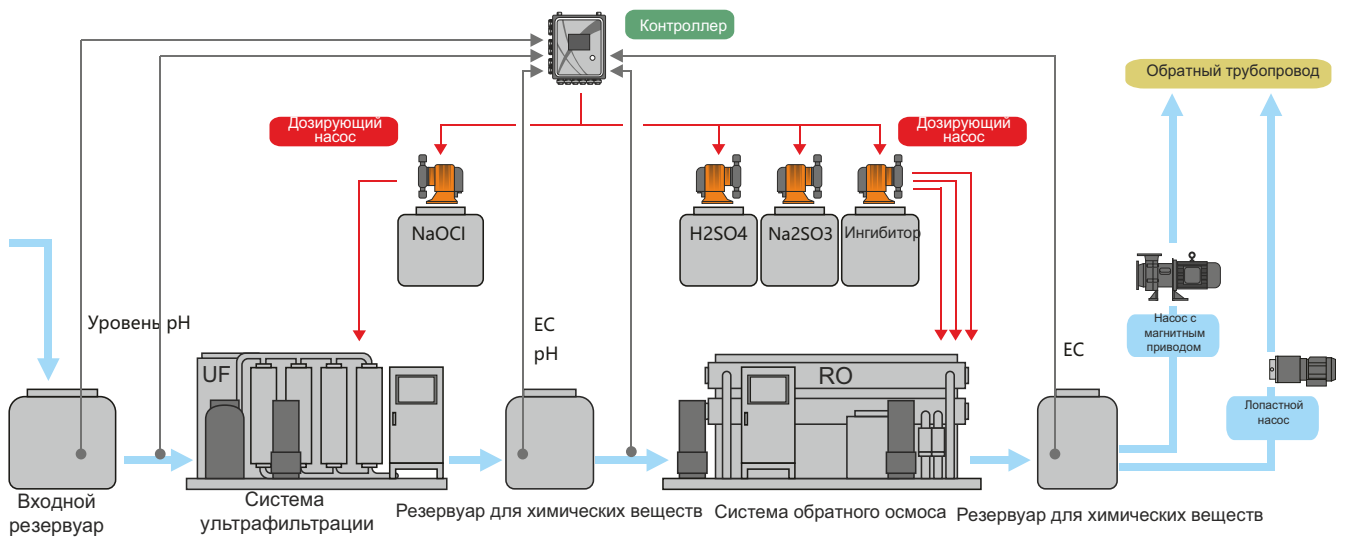 Контроллер
Обратный трубопровод
Дозирующий
насос
Дозирующий
насос
NaOCI
H2SO4
Na2SO3
Ингибитор
Уровень pH
EC
pH
EC
Насос с
магнитным
приводом
Лопастной
насос
UF
RO
Входной
резервуар
Система
ультрафильтрации
Резервуар для химических веществ
Система обратного осмоса
Резервуар для химических веществ